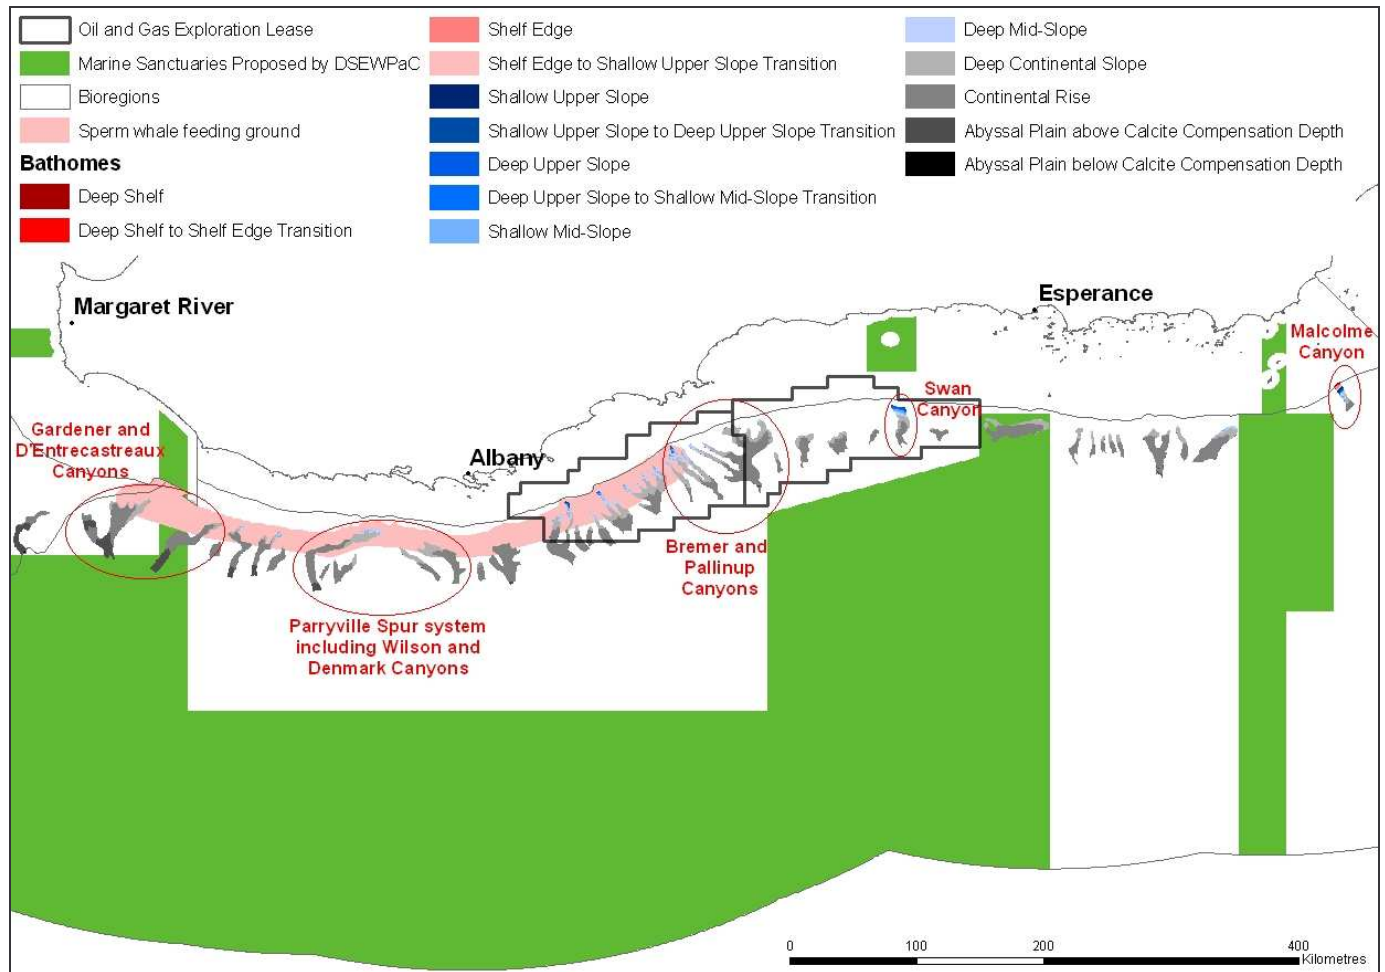 Oil and Gas Exploration Lease
Marine Sanctuaries Proposed by DSEWPaC
Bioregions
Sperm whale feeding ground
Bathomes
Deep Shelf
Deep Shelf to Shelf Edge Transition
Shelf Edge
Shelf Edge to Shallow Upper Slope Transition
Shallow Upper Slope
Shallow Upper Slope to Deep Upper Slope Transition
Deep Upper Slope
Deep Upper Slope to Shallow Mid-Slope Transition
Shallow Mid-Slope
Deep Mid-Slope
Deep Continental Slope
Continental Rise
Abyssal Plain above Calcite Compensation Depth
Abyssal Plain below Calcite Compensation Depth
Margaret River
Esperance
Malcolme
Canyon
Swan
Canyon
Gardener and
D'Entrecastreaux
Canyons
Albany
Bremer and
Pallinup
Canyons
Parryville Spur system
including Wilson and
Denmark Canyons
0 100 200 400
Kilometres